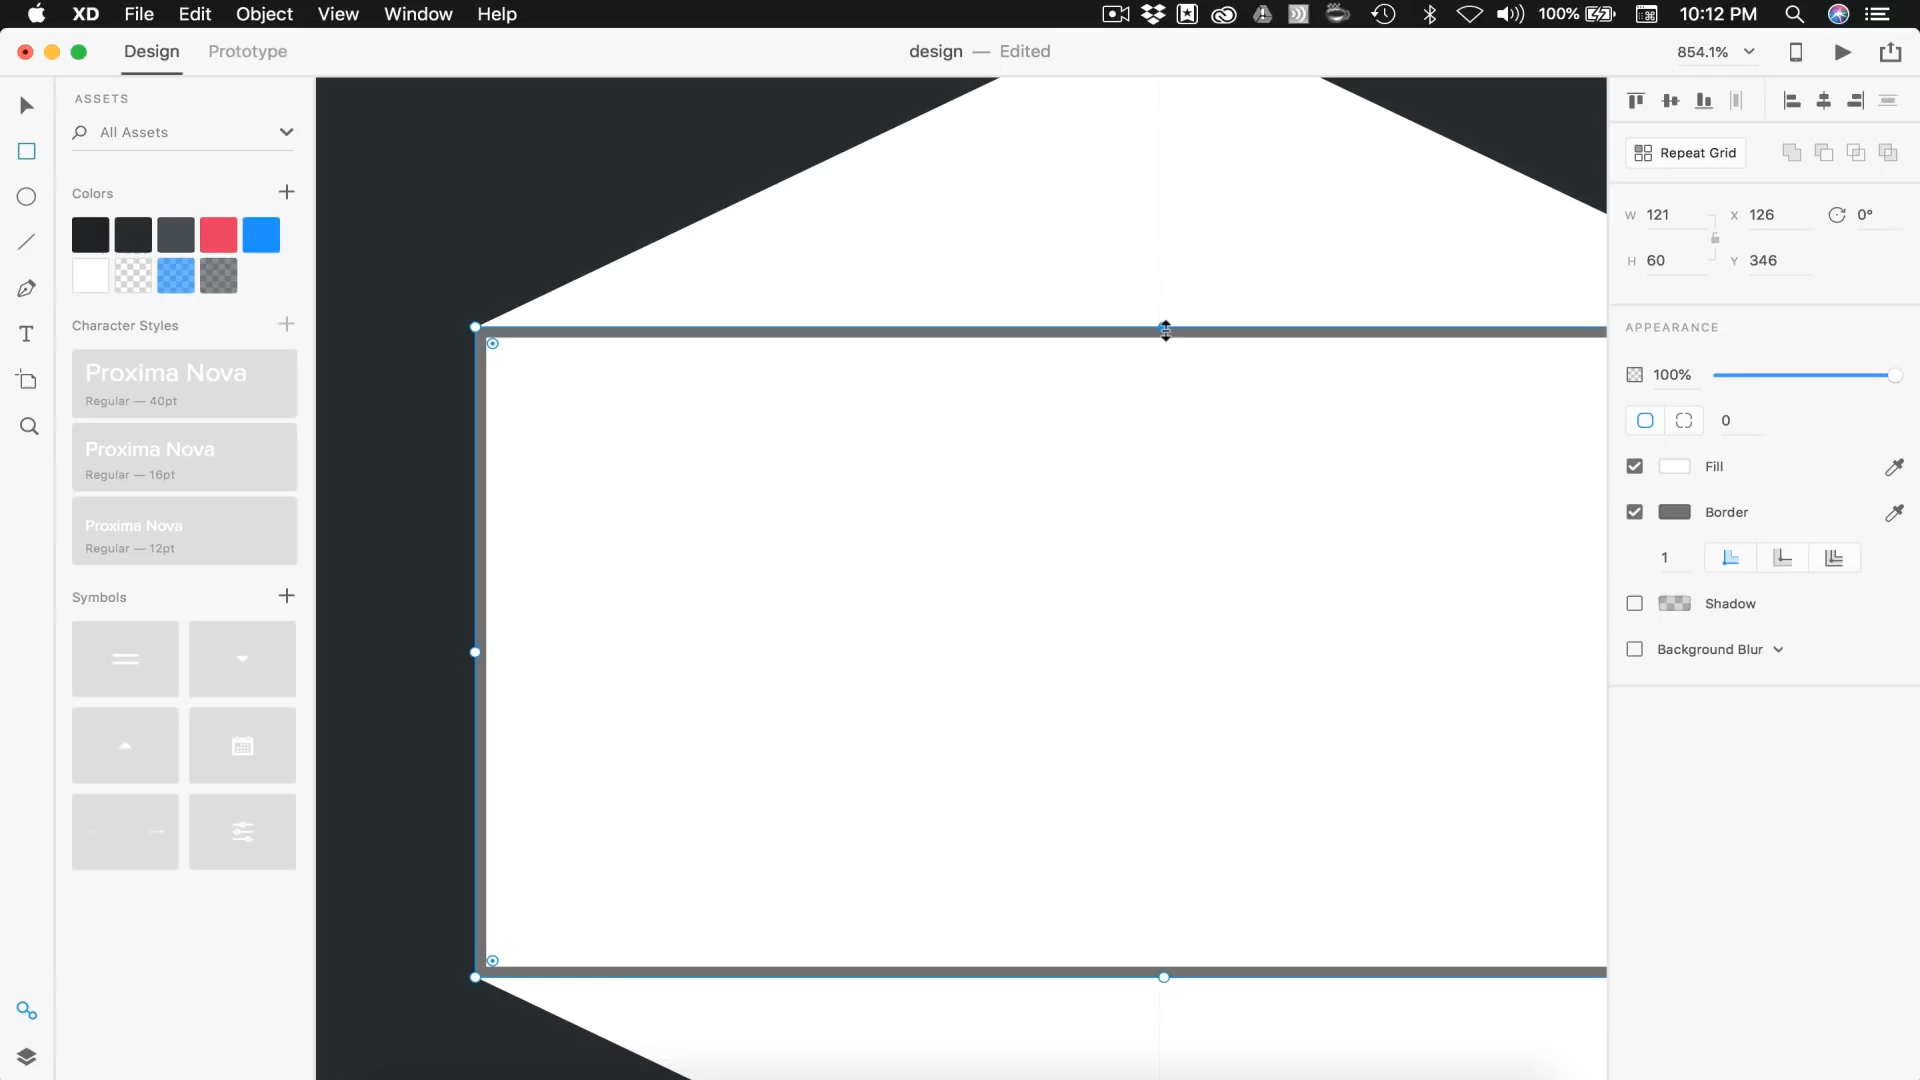 XD File Edit Object View Window Help 100% 10:12 PM
Design Prototype design — Edited 854.1%
ASSETS
All Assets
Colors
Character Styles
Proxima Nova
Regular — 40pt
Proxima Nova
Regular — 16pt
Proxima Nova
Regular — 12pt
Symbols
Repeat Grid
W 121 X 126 0°
H 60 Y 346
APPEARANCE
100%
0
Fill
Border
1
Shadow
Background Blur